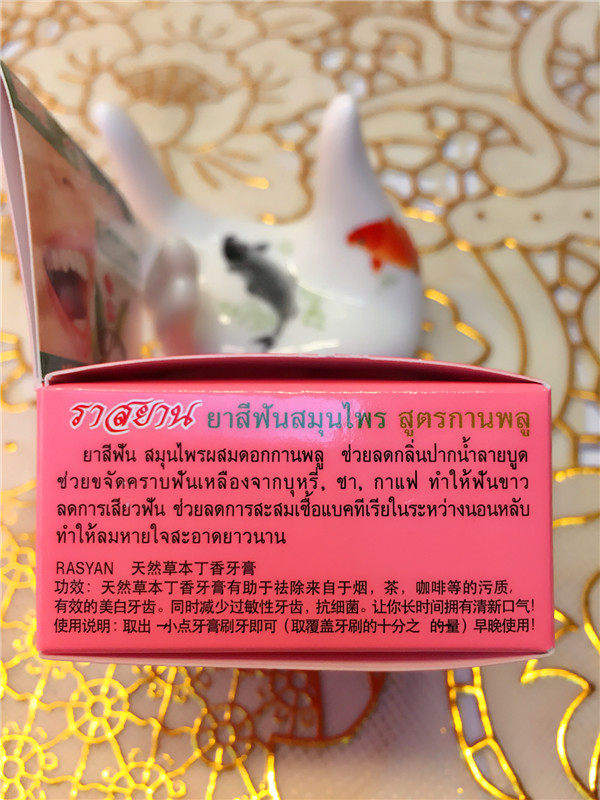 ราสยาน ยาสีฟันสมุนไพร สูตรกานพลู
ยาสีฟัน สมุนไพรผสมดอกกานพลู ช่วยลดกลิ่นปากน้ำลายบูด
ช่วยขจัดคราบฟันเหลืองจากบุหรี่, ชา, กาแฟ ทำให้ฟันขาว
ลดการเสียวฟัน ช่วยลดการสะสมเชื้อแบคทีเรียในระหว่างนอนหลับ
ทำให้ลมหายใจสะอาดยาวนาน
RASYAN 天然草本丁香牙膏
功效：天然草本丁香牙膏有助于祛除来自于烟，茶，咖啡等的污质，
有效的美白牙齿。同时减少过敏性牙齿，抗细菌。让你长时间拥有清新口气!
使用说明：取出一小点牙膏刷牙即可（取覆盖牙刷的十分之一的量）早晚使用!